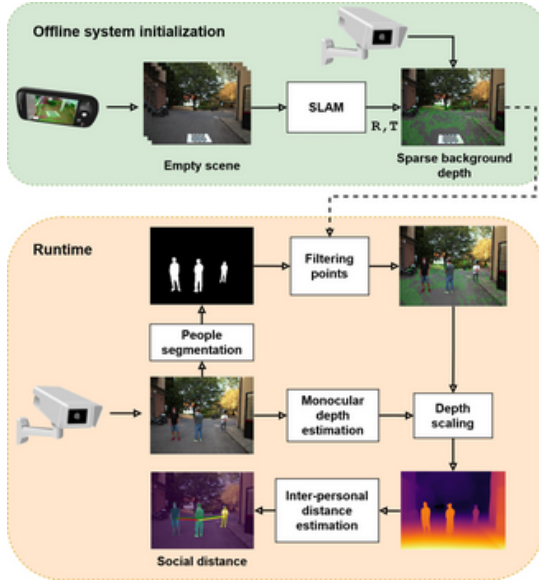 Offline system initialization
SLAM
R,T
Empty scene
Sparse background
depth
Runtime
Filtering
points
People
segmentation
Monocular
depth
estimation
Depth
scaling
Inter-personal
distance
estimation
Social distance